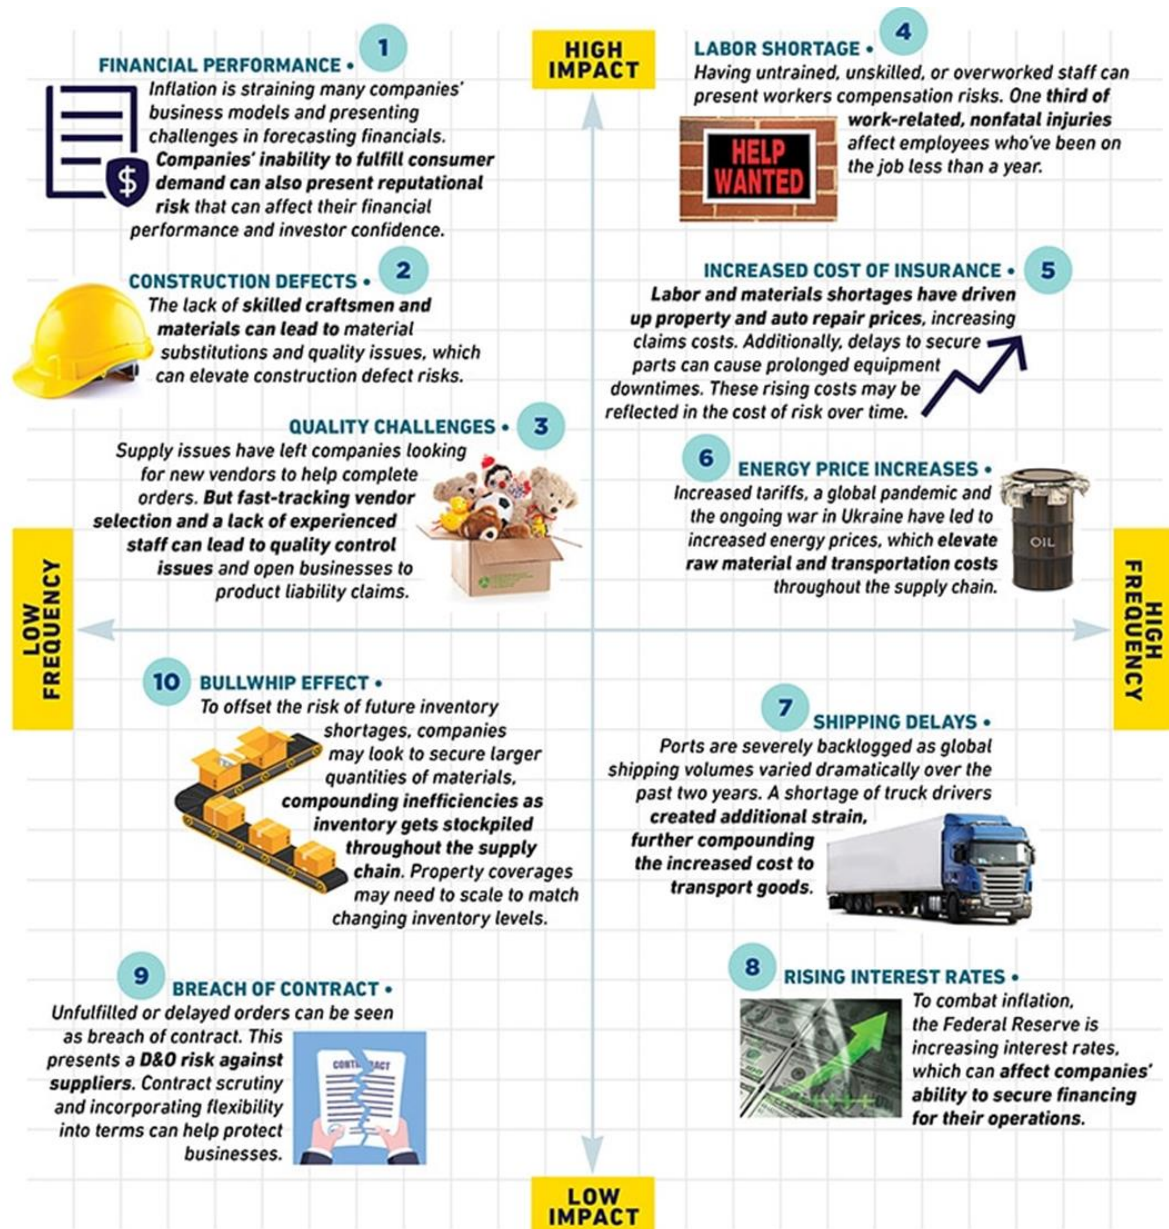 HIGH
IMPACT
1
FINANCIAL PERFORMANCE •
Inflation is straining many companies'
business models and presenting
challenges in forecasting financials.
Companies' inability to fulfill consumer
demand can also present reputational
risk that can affect their financial
performance and investor confidence.
$
2
CONSTRUCTION DEFECTS •
The lack of skilled craftsmen and
materials can lead to material
substitutions and quality issues, which
can elevate construction defect risks.
3
QUALITY CHALLENGES •
Supply issues have left companies looking
for new vendors to help complete
orders. But fast-tracking vendor
selection and a lack of experienced
staff can lead to quality control
issues and open businesses to
product liability claims.
4
LABOR SHORTAGE •
Having untrained, unskilled, or overworked staff can
present workers compensation risks. One third of
work-related, nonfatal injuries
affect employees who've been on
the job less than a year.
HELP
WANTED
5
INCREASED COST OF INSURANCE •
Labor and materials shortages have driven
up property and auto repair prices, increasing
claims costs. Additionally, delays to secure
parts can cause prolonged equipment
downtimes. These rising costs may be
reflected in the cost of risk over time.
6
ENERGY PRICE INCREASES •
Increased tariffs, a global pandemic and
the ongoing war in Ukraine have led to
increased energy prices, which elevate
raw material and transportation costs
throughout the supply chain.
OIL
LOW
FREQUENCY
HIGH
FREQUENCY
10
BULLWHIP EFFECT •
To offset the risk of future inventory
shortages, companies
may look to secure larger
quantities of materials,
compounding inefficiencies as
inventory gets stockpiled
throughout the supply
chain. Property coverages
may need to scale to match
changing inventory levels.
7
SHIPPING DELAYS •
Ports are severely backlogged as global
shipping volumes varied dramatically over the
past two years. A shortage of truck drivers
created additional strain,
further compounding
the increased cost to
transport goods.
9
BREACH OF CONTRACT •
Unfulfilled or delayed orders can be seen
as breach of contract. This
presents a D&O risk against
suppliers. Contract scrutiny
and incorporating flexibility
into terms can help protect
businesses.
8
RISING INTEREST RATES •
To combat inflation,
the Federal Reserve is
increasing interest rates,
which can affect companies'
ability to secure financing
for their operations.
LOW
IMPACT